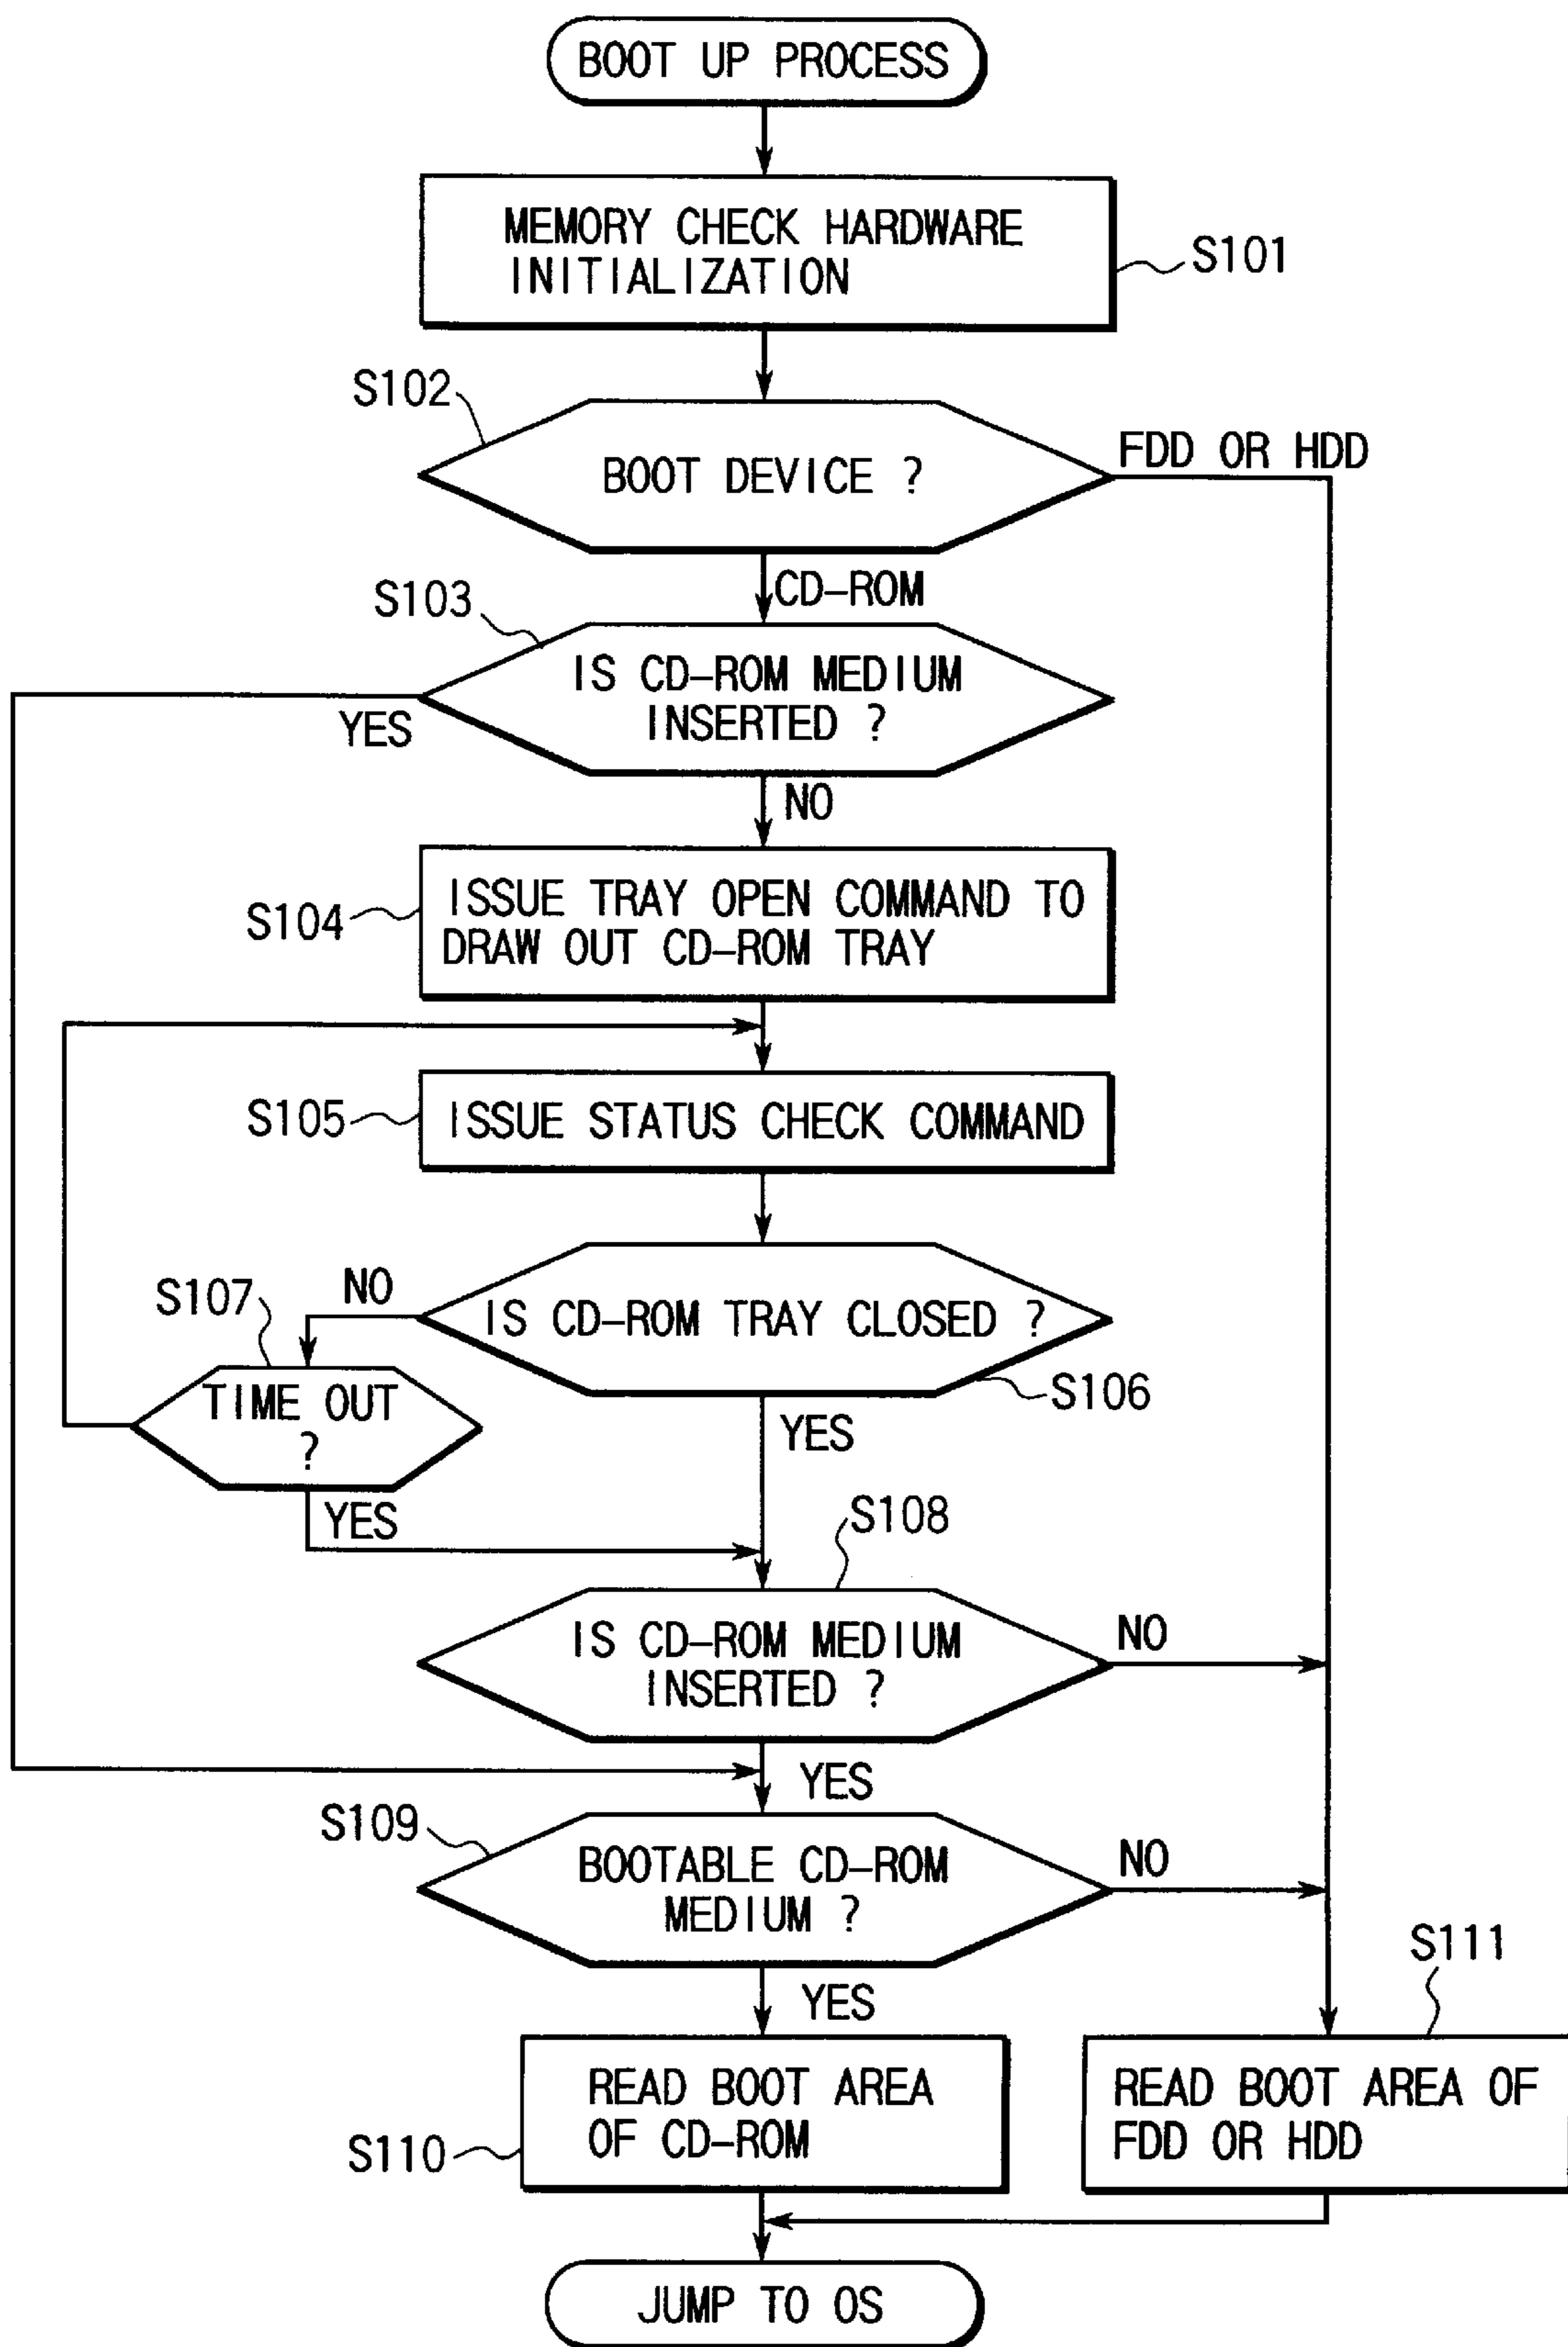 BOOT UP PROCESS
MEMORY CHECK HARDWARE
INITIALIZATION
S101
S102
BOOT DEVICE ?
FDD OR HDD
CD-ROM
S103
IS CD-ROM MEDIUM
INSERTED ?
YES
NO
S104
ISSUE TRAY OPEN COMMAND TO
DRAW OUT CD-ROM TRAY
S105
ISSUE STATUS CHECK COMMAND
S107
NO
IS CD-ROM TRAY CLOSED ?
S106
TIME OUT
?
YES
YES
S108
IS CD-ROM MEDIUM
INSERTED ?
NO
YES
S109
BOOTABLE CD-ROM
MEDIUM ?
NO
YES
S111
READ BOOT AREA
OF CD-ROM
S110
READ BOOT AREA OF
FDD OR HDD
JUMP TO OS